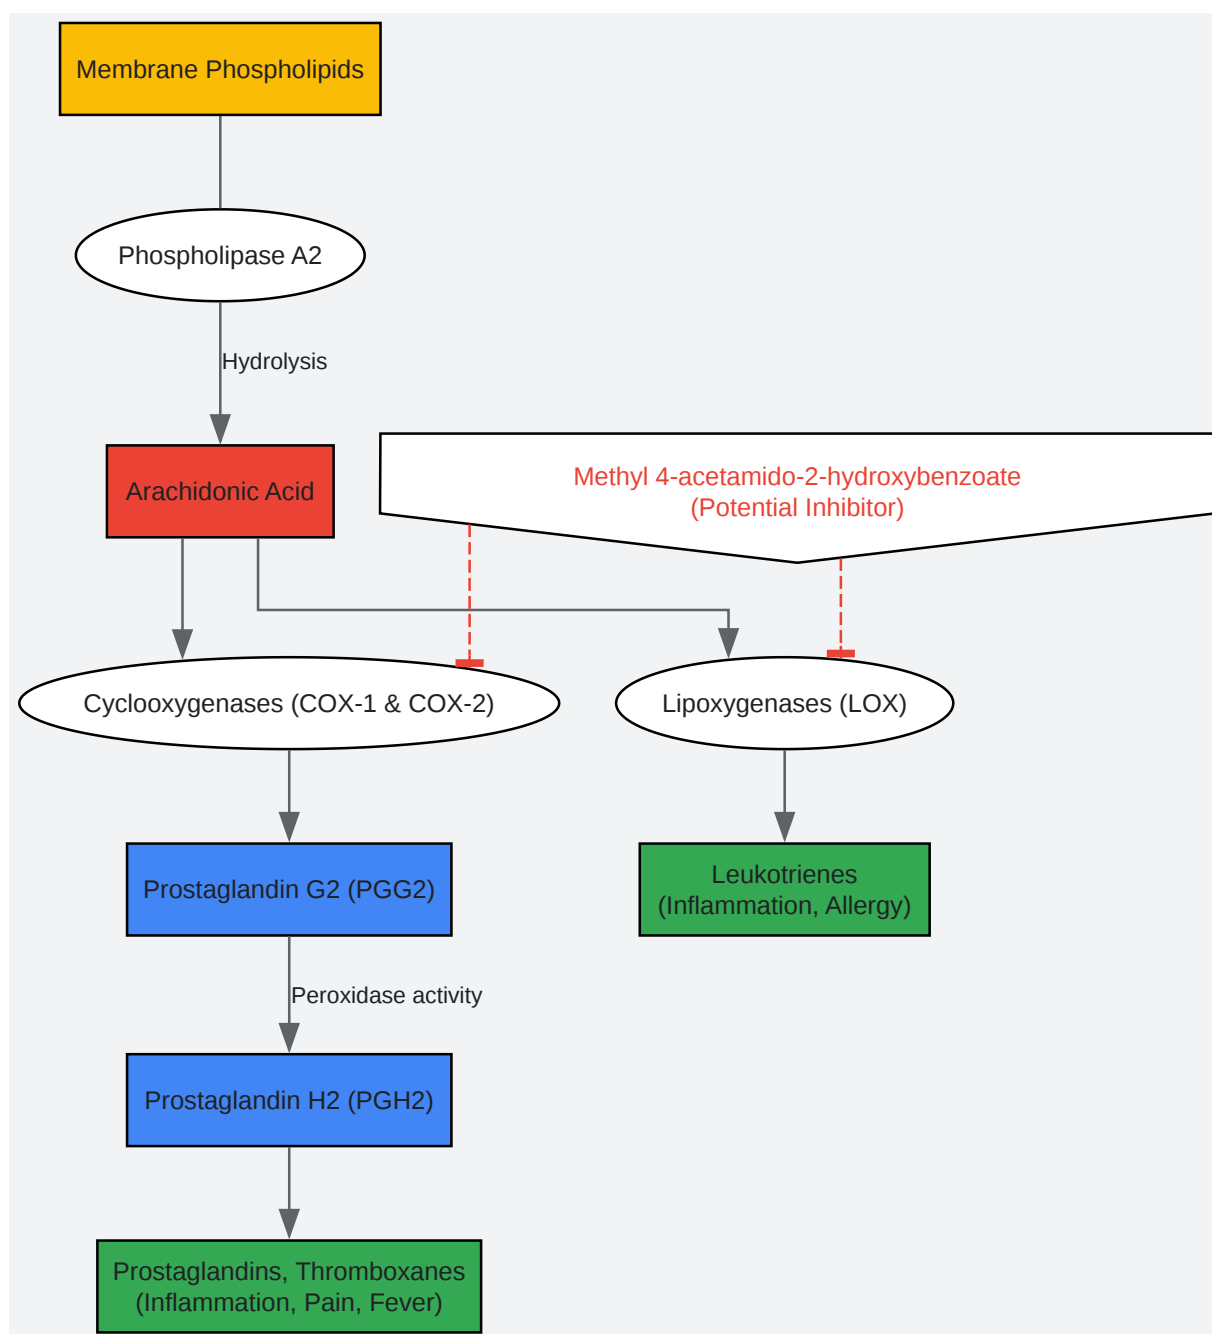 Membrane Phospholipids
Phospholipase A2
Hydrolysis
Arachidonic Acid
Methyl 4-acetamido-2-hydroxybenzoate
(Potential Inhibitor)
Cyclooxygenases (COX-1 & COX-2)
Lipoxygenases (LOX)
Prostaglandin G2 (PGG2)
Leukotrienes
(Inflammation, Allergy)
Peroxidase activity
Prostaglandin H2 (PGH2)
Prostaglandins, Thromboxanes
(Inflammation, Pain, Fever)